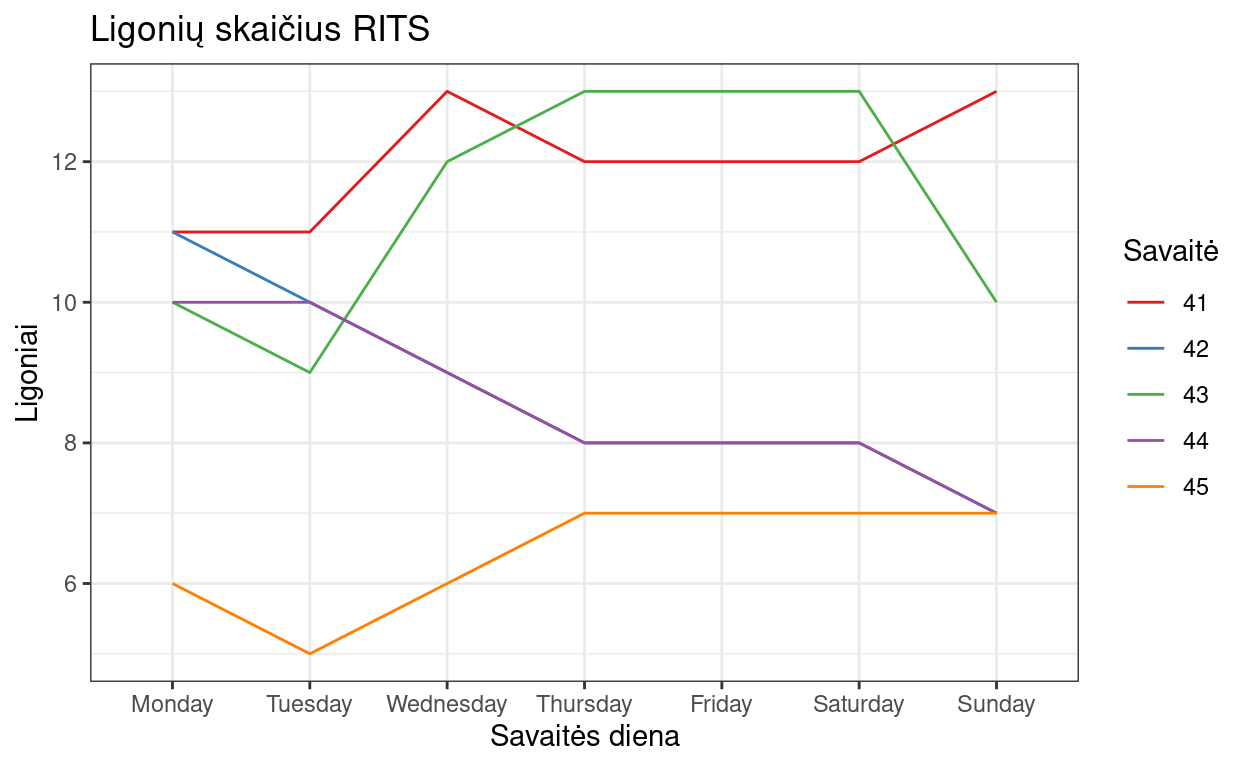 Ligonių skaičius RITS
Ligoniai
12
10
8
6
Monday Tuesday Wednesday Thursday Friday Saturday Sunday
Savaitės diena
Savaitė
41
42
43
44
45